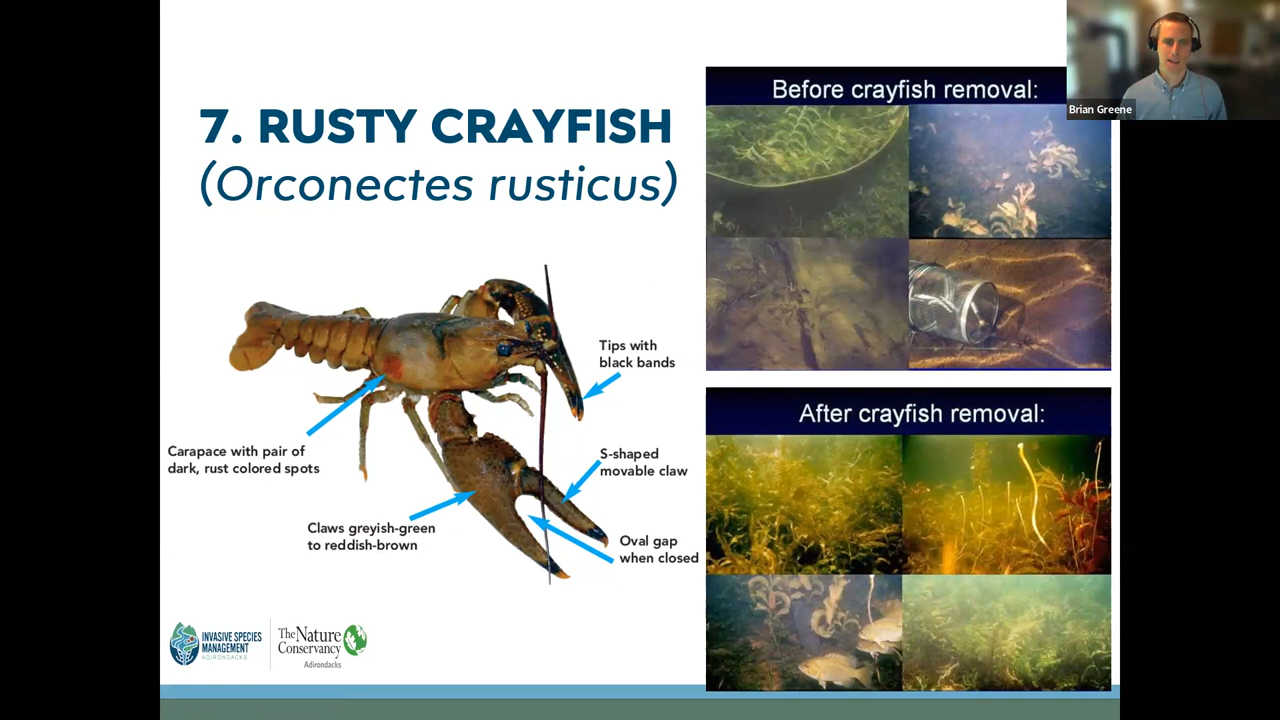 7. RUSTY CRAYFISH
(Orconectes rusticus)
Tips with
black bands
Carapace with pair of
dark, rust colored spots
S-shaped
movable claw
Claws greyish-green
to reddish-brown
Oval gap
when closed
INVASIVE SPECIES
MANAGEMENT
ADIRONDACKS
The Nature
Conservancy
Adirondacks
Before crayfish removal:
After crayfish removal:
Brian Greene